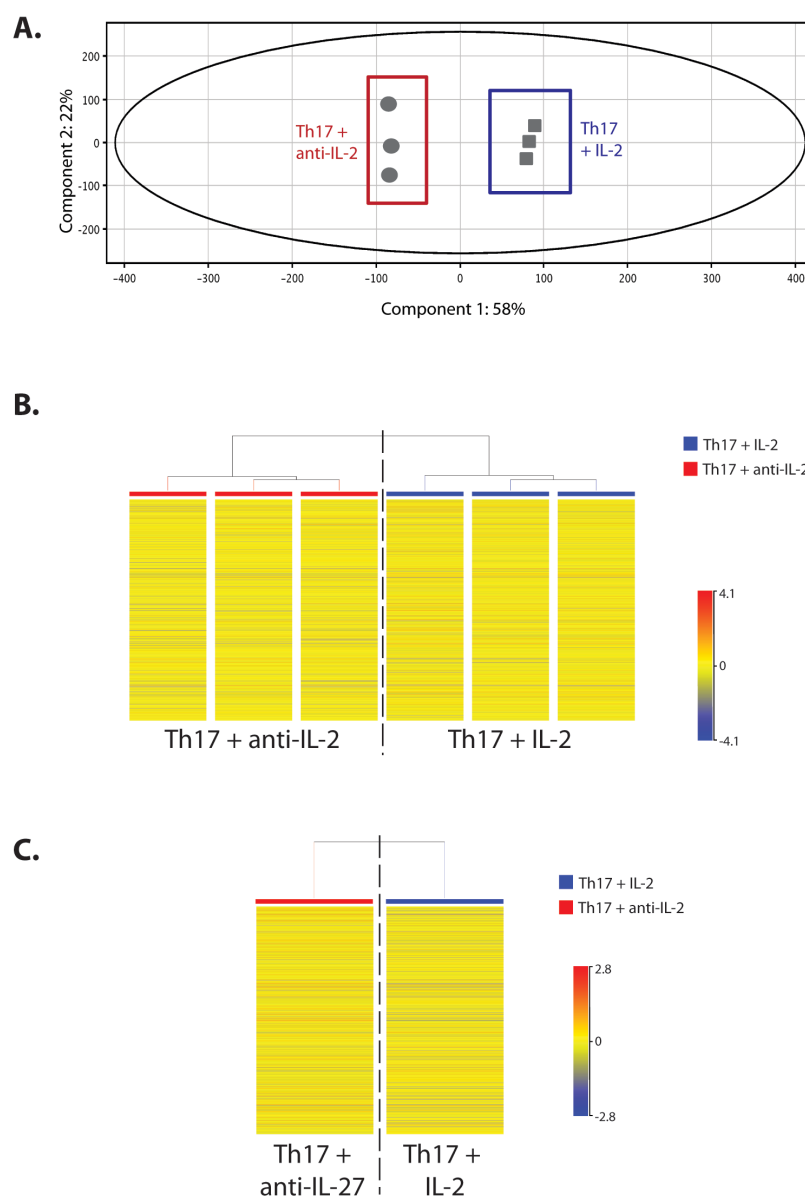 A.
Component 2: 22%
200
100
0
-100
-200
Th17 +
anti-IL-2
Th17
+ IL-2
-400
-300
-200
-100
0
100
200
300
400
Component 1: 58%
B.
Th17 + IL-2
Th17 + anti-IL-2
4.1
0
-4.1
Th17 + anti-IL-2
Th17 + IL-2
C.
Th17 + IL-2
Th17 + anti-IL-2
2.8
0
-2.8
Th17 +
anti-IL-27
Th17 +
IL-2